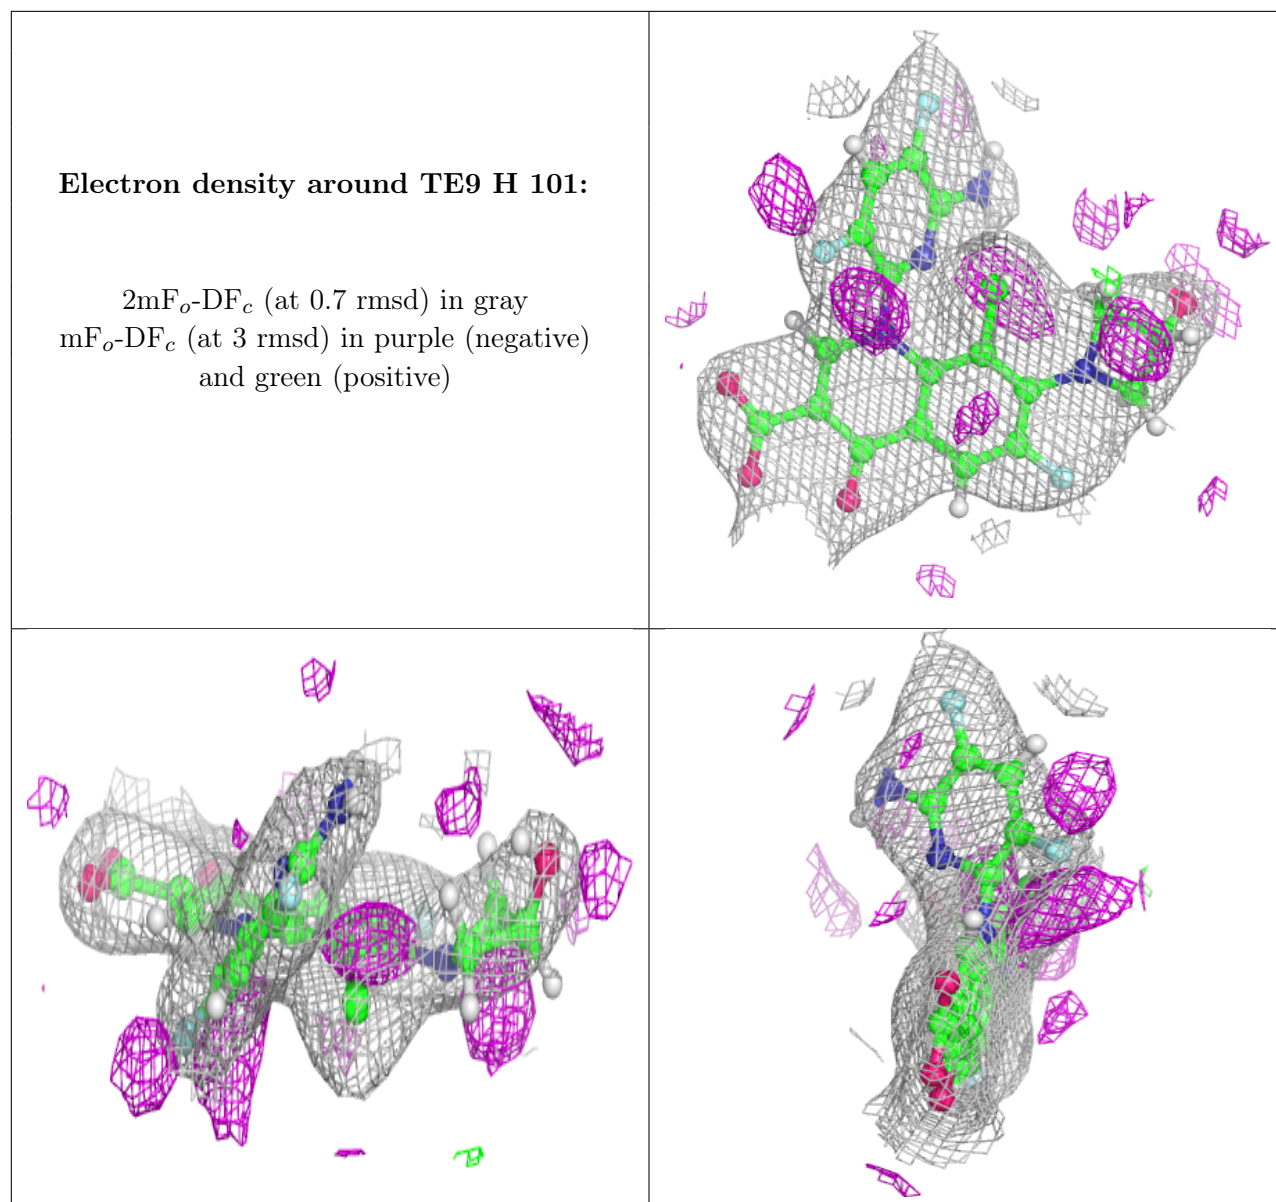 Electron density around TE9 H 101:
2mFo-DFc (at 0.7 rmsd) in gray
mFo-DFc (at 3 rmsd) in purple (negative)
and green (positive)